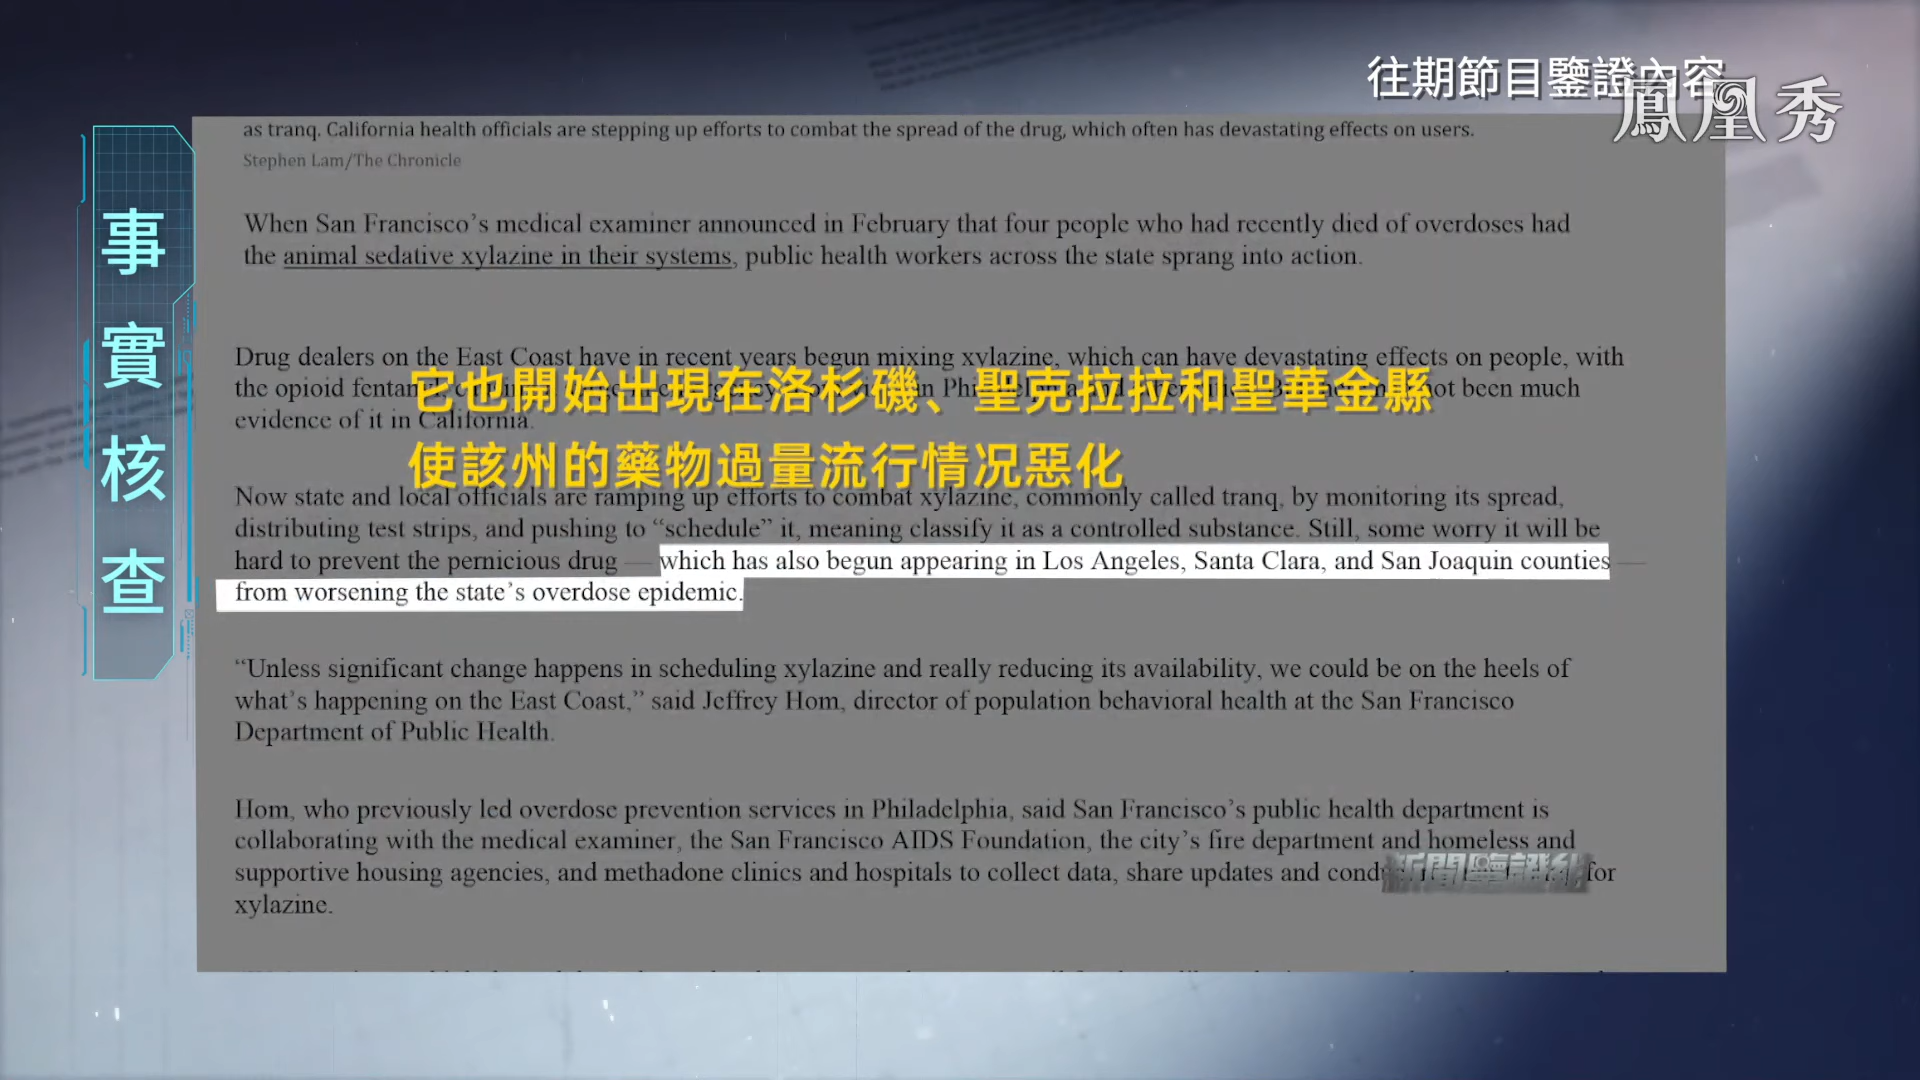 往期節目鑒證內容
鳳凰秀
事實核查
as tranq. California health officials are stepping up efforts to combat the spread of the drug, which often has devastating effects on users.
Stephen Lam/The Chronicle
When San Francisco’s medical examiner announced in February that four people who had recently died of overdoses had
the animal sedative xylazine in their systems, public health workers across the state sprang into action.
Drug dealers on the East Coast have in recent years begun mixing xylazine, which can have devastating effects on people, with
the opioid not been much
它也開始出現在洛杉磯、聖克拉拉和聖華金縣
evidence of it in California.
使該州的藥物過量流行情況惡化
Now state and local officials are ramping up efforts to combat xylazine, commonly called tranq, by monitoring its spread,
distributing test strips, and pushing to “schedule” it, meaning classify it as a controlled substance. Still, some worry it will be
hard to prevent the pernicious drug — which has also begun appearing in Los Angeles, Santa Clara, and San Joaquin counties —
from worsening the state’s overdose epidemic.
“Unless significant change happens in scheduling xylazine and really reducing its availability, we could be on the heels of
what’s happening on the East Coast,” said Jeffrey Hom, director of population behavioral health at the San Francisco
Department of Public Health.
Hom, who previously led overdose prevention services in Philadelphia, said San Francisco’s public health department is
collaborating with the medical examiner, the San Francisco AIDS Foundation, the city’s fire department and homeless and
supportive housing agencies, and methadone clinics and hospitals to collect data, share updates and for
新聞鑒證組
xylazine.